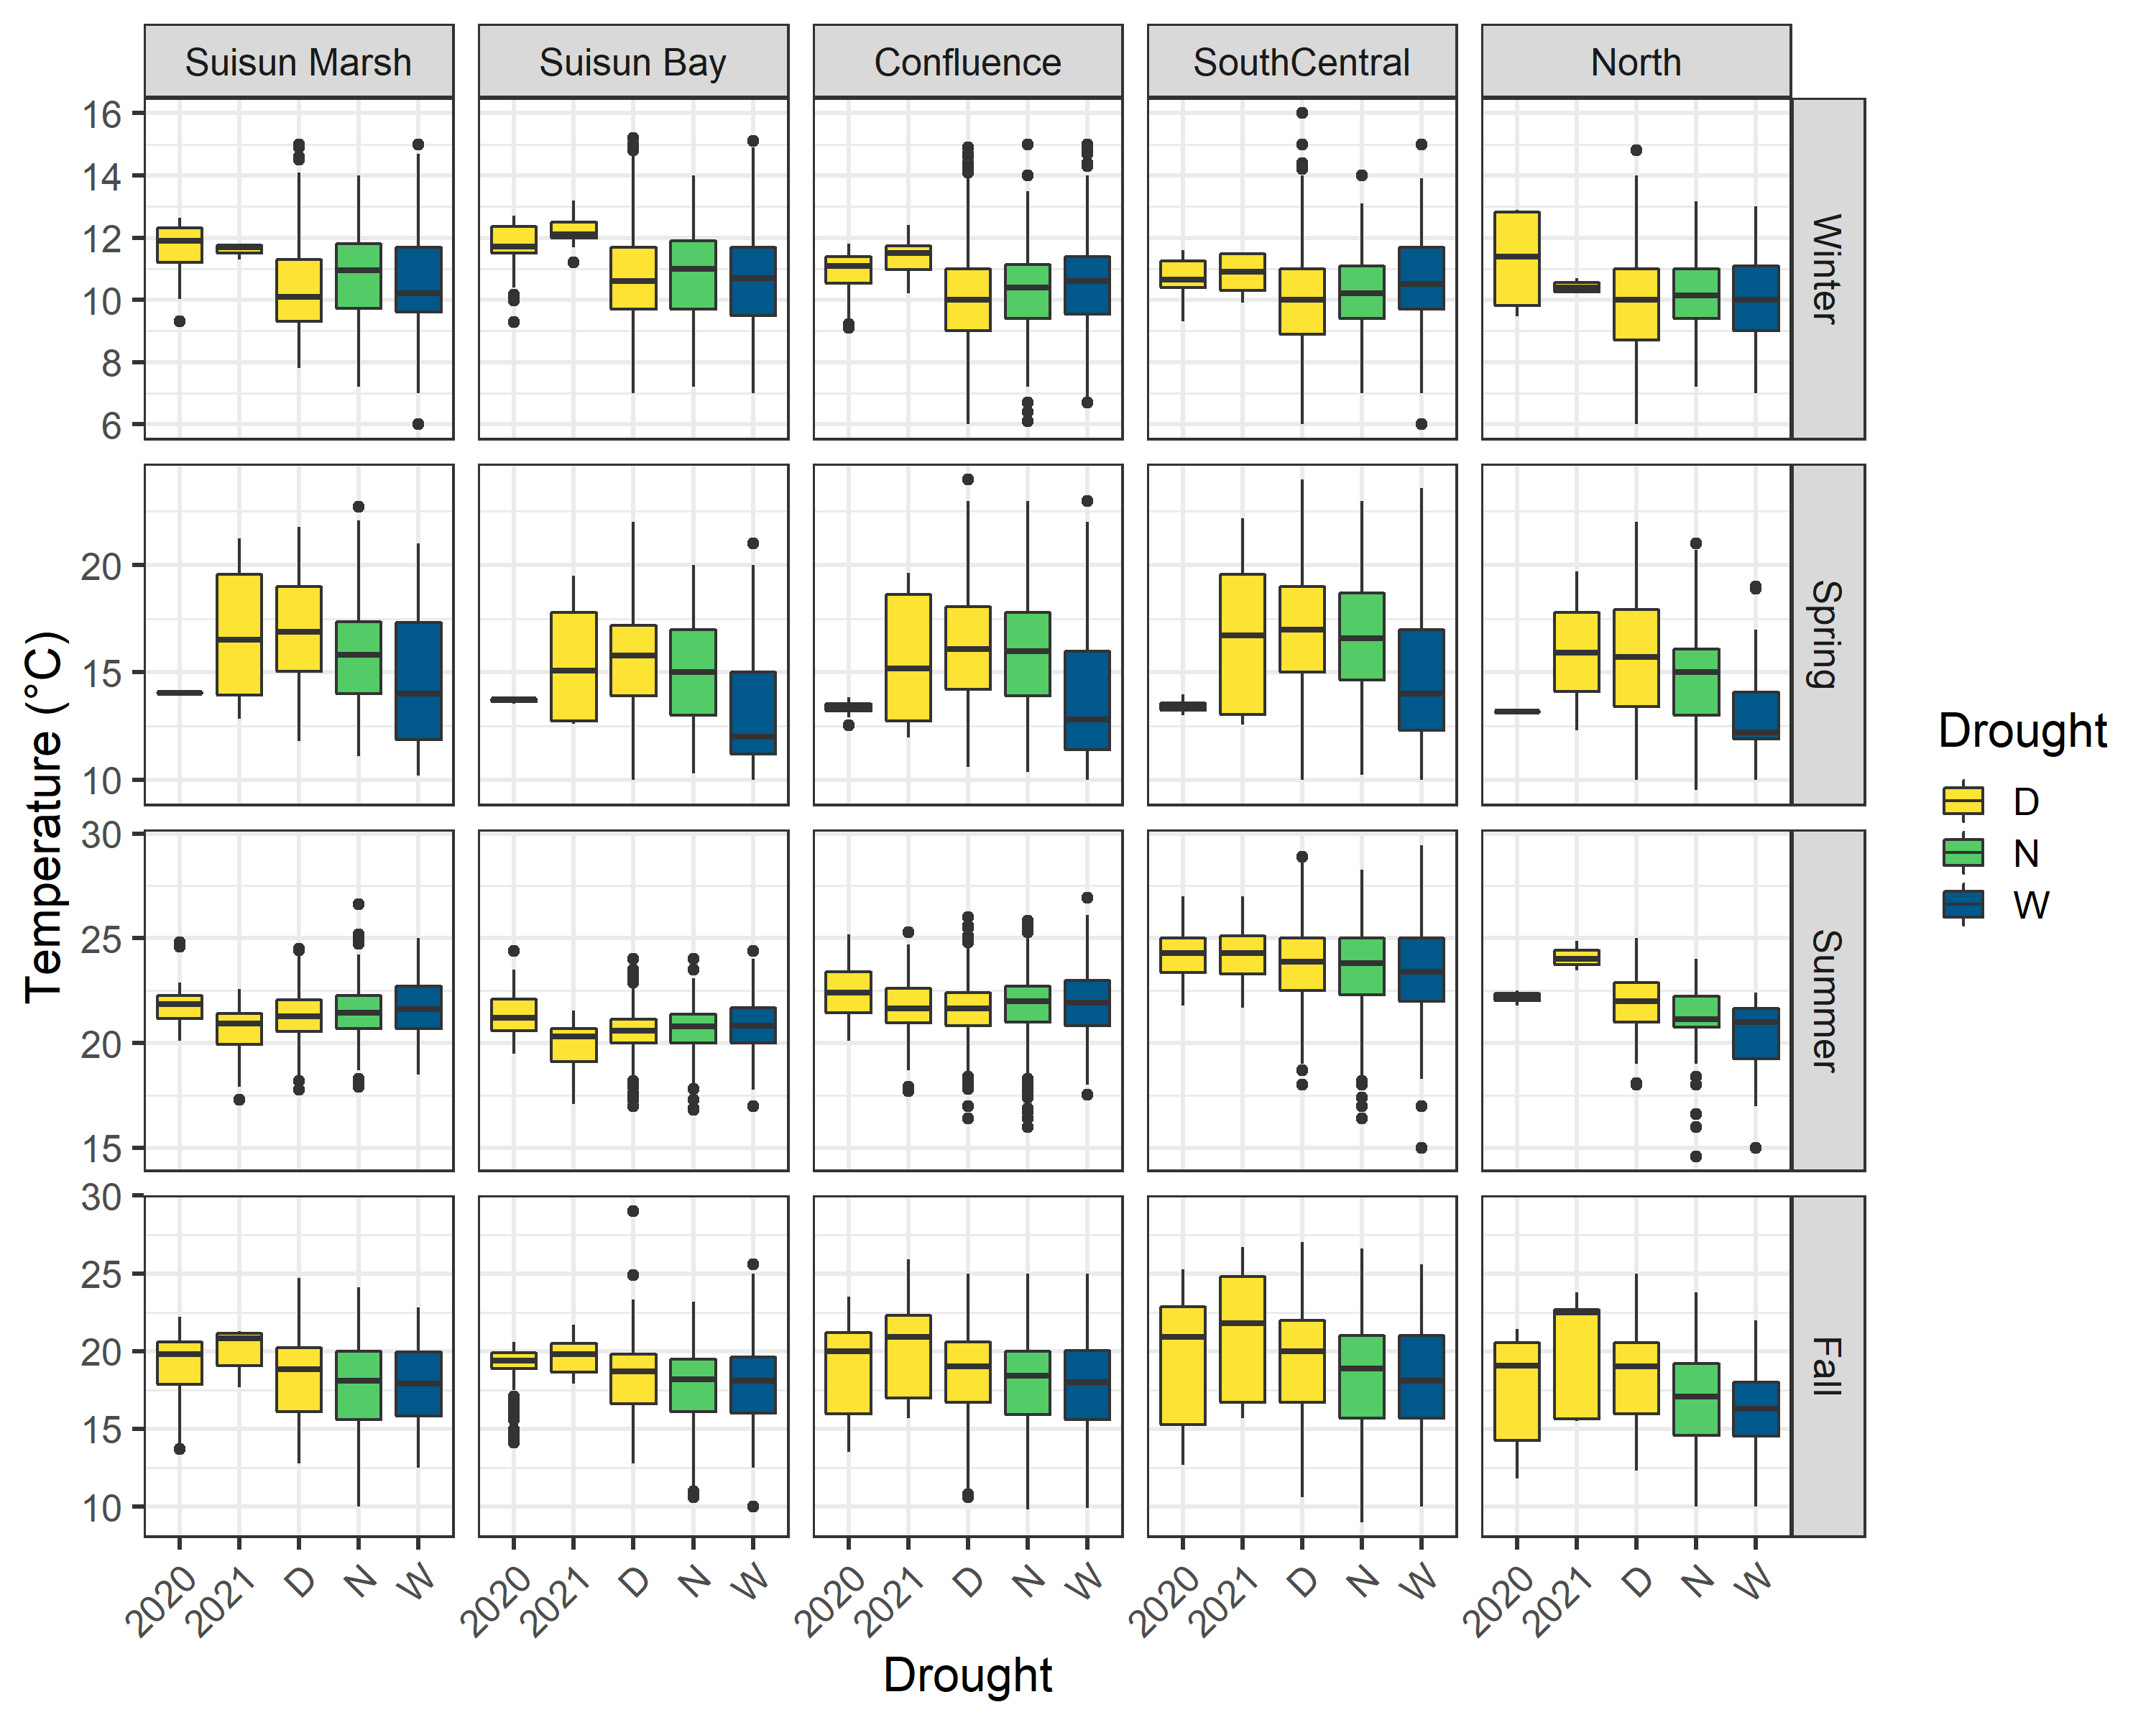 Suisun Marsh Suisun Bay Confluence SouthCentral North
16
14
12
10
8
6
Winter
20
15
10
Spring
30
25
20
15
Summer
30
25
20
15
10
Fall
Temperature (°C)
2020 2021 D N W 2020 2021 D N W 2020 2021 D N W 2020 2021 D N W 2020 2021 D N W
Drought
Drought
D
N
W